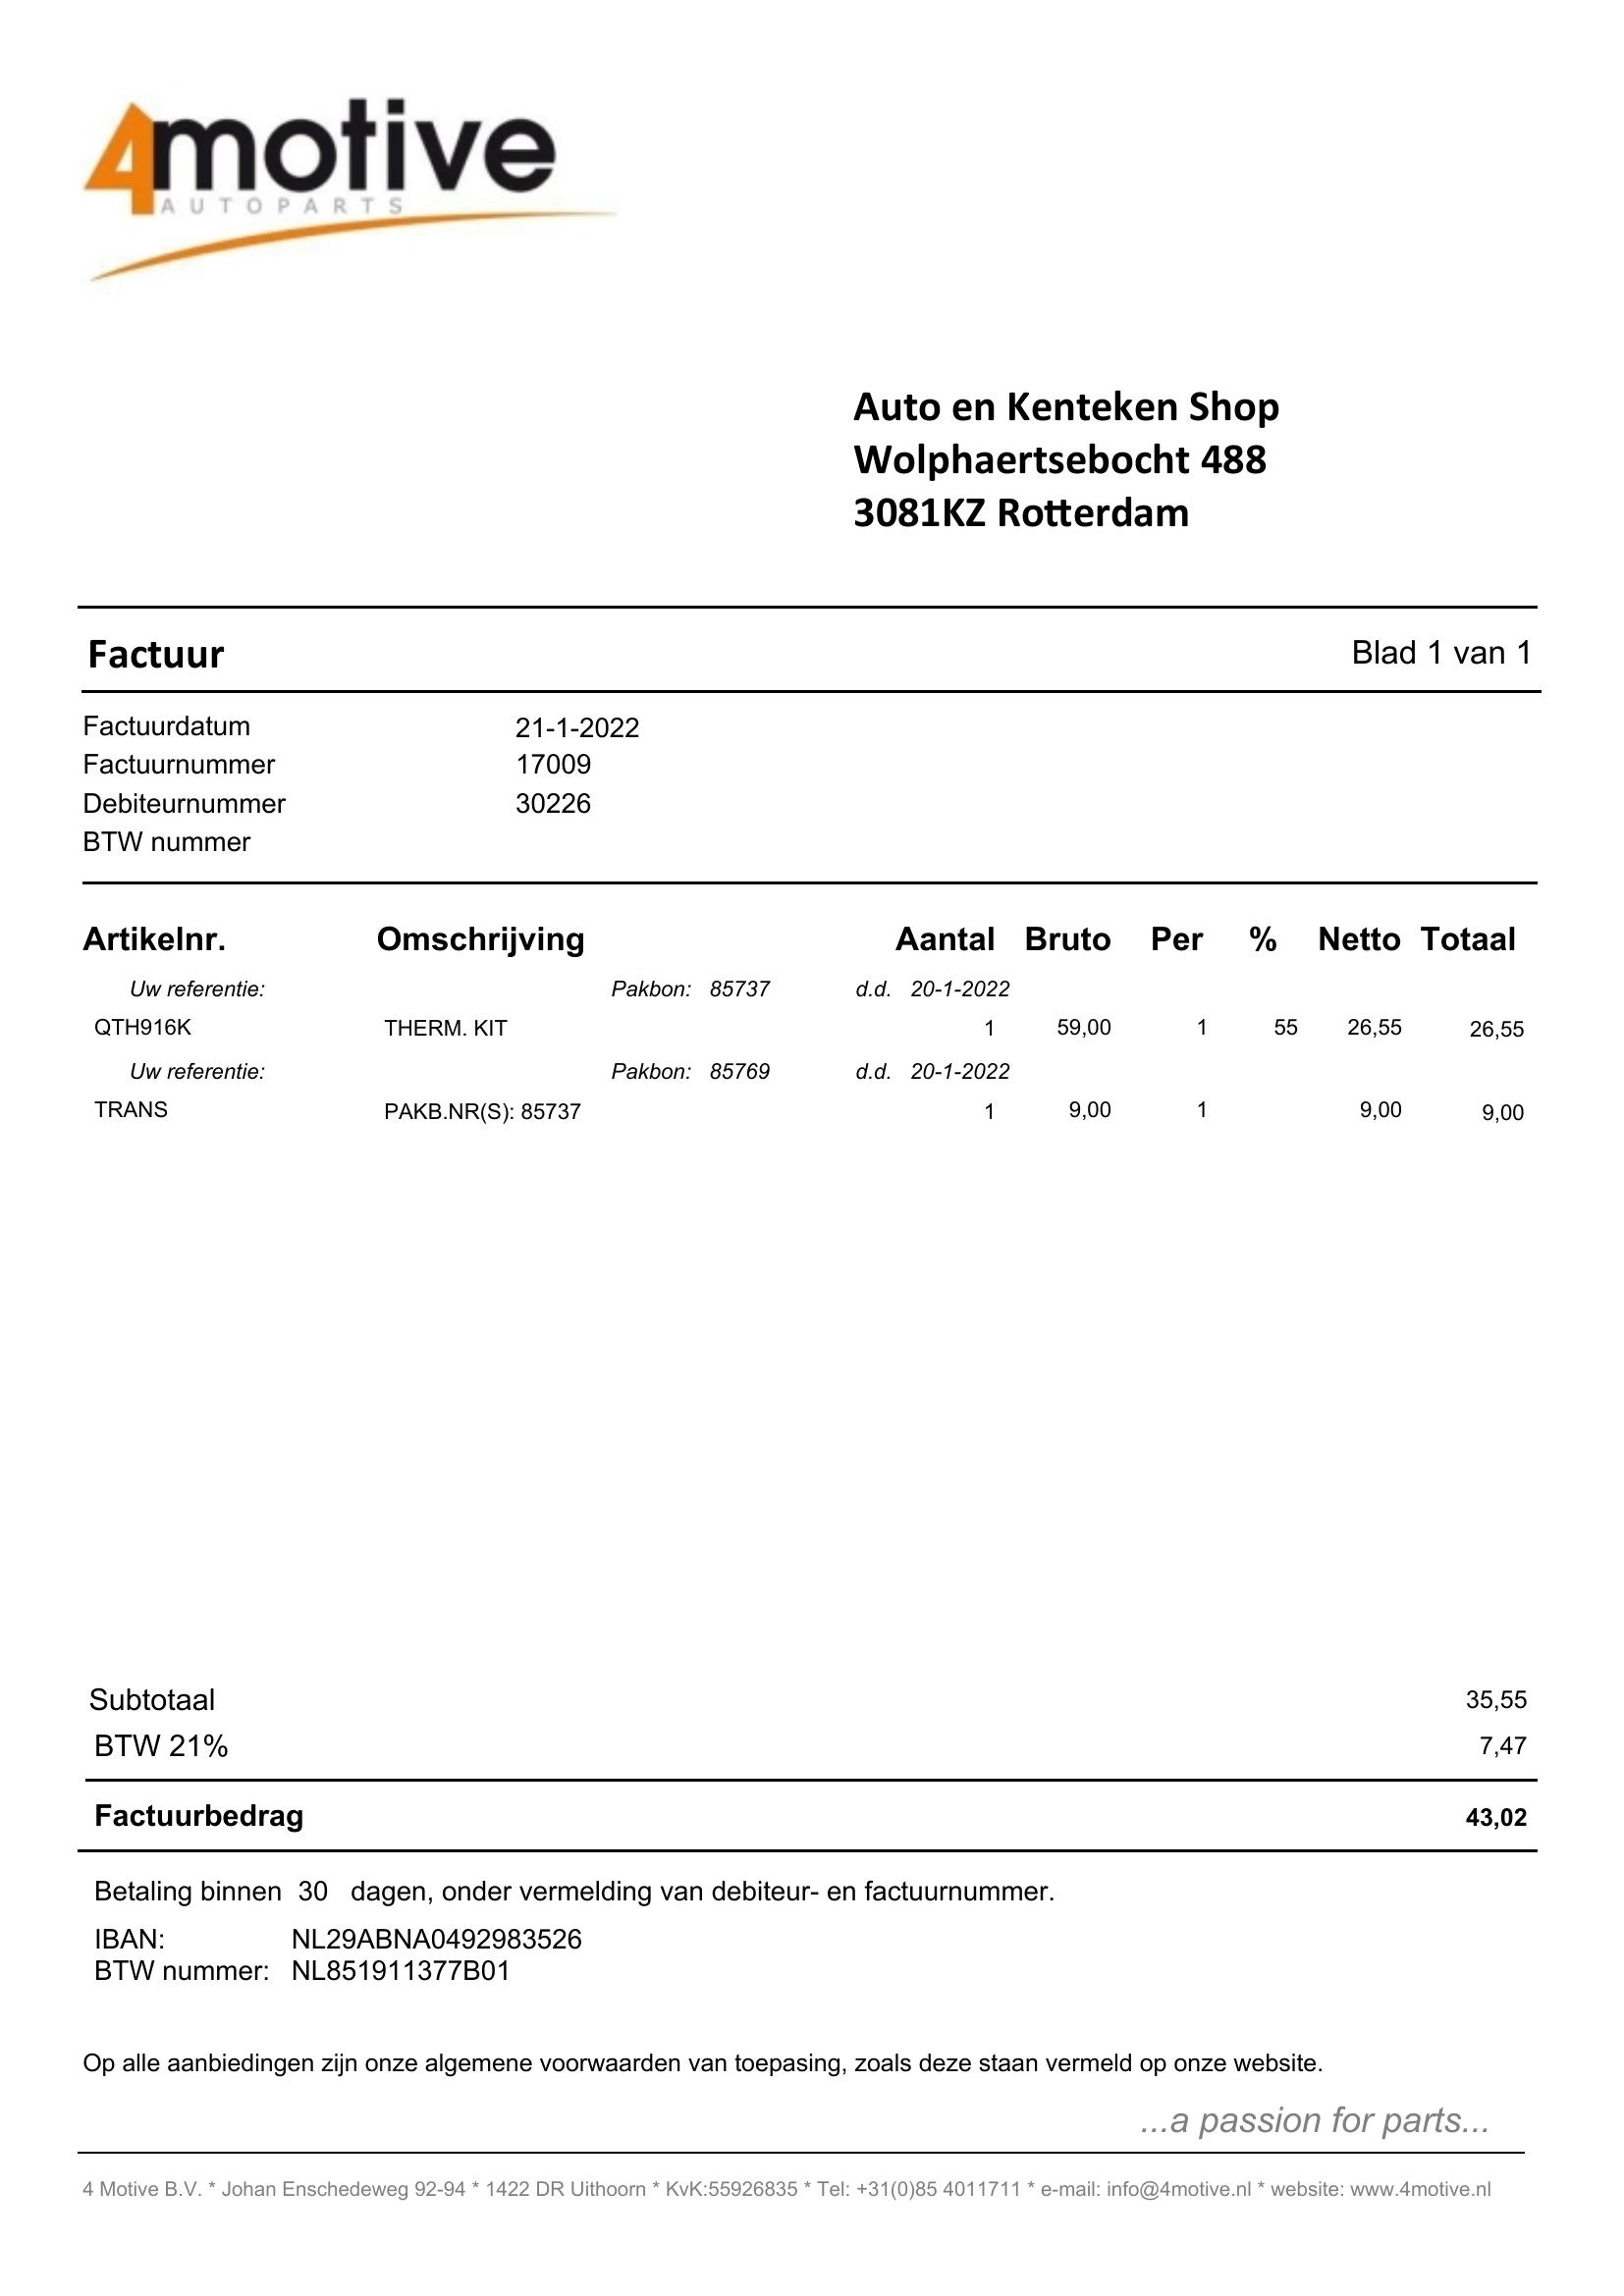 4motive
AUTOPARTS
Auto en Kenteken Shop
Wolphaertsebocht 488
3081KZ Rotterdam
Factuur Blad 1 van 1
Factuurdatum 21-1-2022
Factuurnummer 17009
Debiteurnummer 30226
BTW nummer
Artikelnr. Omschrijving Aantal Bruto Per % Netto Totaal
Uw referentie: Pakbon: 85737 d.d. 20-1-2022
QTH916K THERM. KIT 1 59,00 1 55 26,55 26,55
Uw referentie: Pakbon: 85769 d.d. 20-1-2022
TRANS PAKB.NR(S): 85737 1 9,00 1 9,00 9,00
Subtotaal 35,55
BTW 21% 7,47
Factuurbedrag 43,02
Betaling binnen 30 dagen, onder vermelding van debiteur- en factuurnummer.
IBAN: NL29ABNA0492983526
BTW nummer: NL851911377B01
Op alle aanbiedingen zijn onze algemene voorwaarden van toepasing, zoals deze staan vermeld op onze website.
...a passion for parts...
4 Motive B.V. * Johan Enschedeweg 92-94 * 1422 DR Uithoorn * KvK:55926835 * Tel: +31(0)85 4011711 * e-mail: info@4motive.nl * website: www.4motive.nl